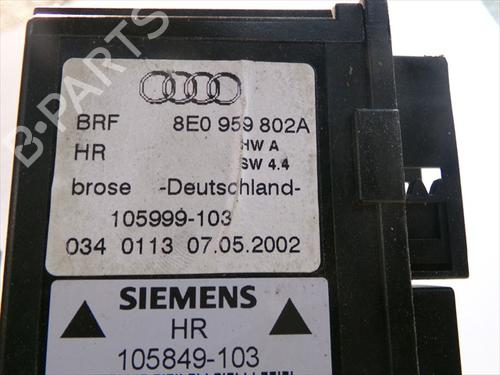 BRF 8E0 959 802A
HR HW A
SW 4.4
brose -Deutschland-
105999-103
034 0113 07.05.2002
SIEMENS
HR
105849-103
B-PARTS